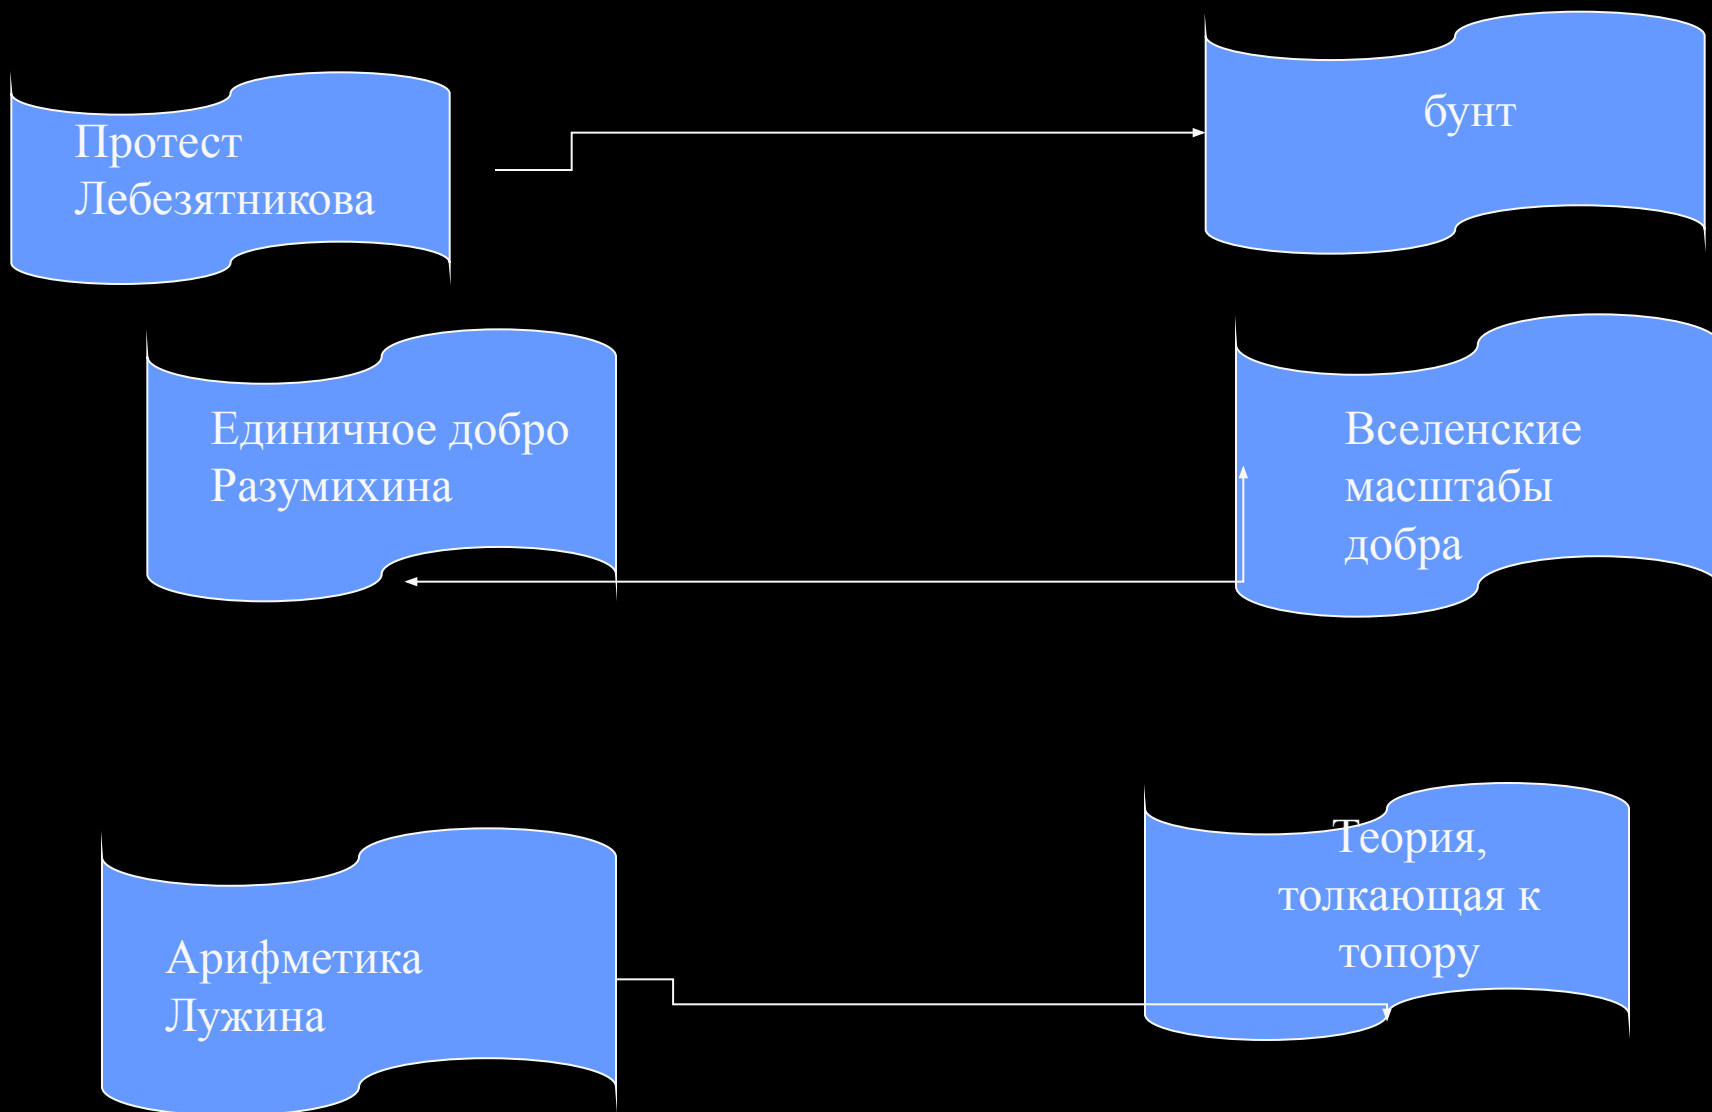 Протест
Лебезятникова
бунт
Единичное добро
Разумихина
Вселенские
масштабы
добра
Арифметика
Лужина
Теория,
толкающая к
топору